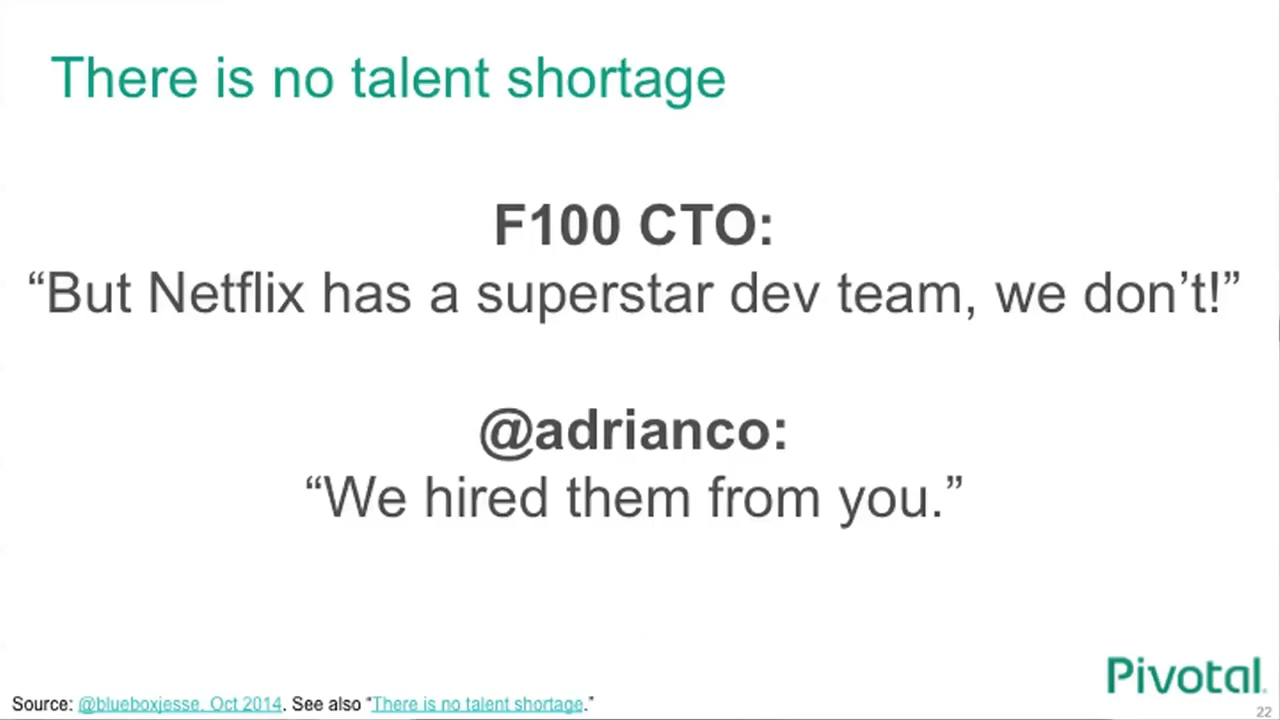 There is no talent shortage
F100 CTO:
“But Netflix has a superstar dev team, we don’t!”
@adrianco:
“We hired them from you.”
Pivotal.
Source: @blueboxjesse, Oct 2014. See also “There is no talent shortage.”
22